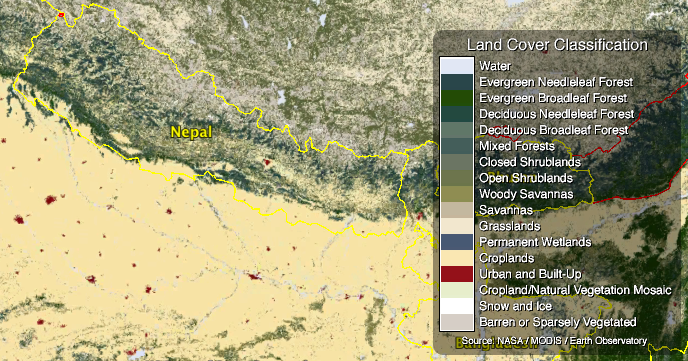 Land Cover Classification
Water
Evergreen Needleleaf Forest
Evergreen Broadleaf Forest
Deciduous Needleleaf Forest
Deciduous Broadleaf Forest
Mixed Forests
Closed Shrublands
Open Shrublands
Woody Savannas
Savannas
Grasslands
Permanent Wetlands
Croplands
Urban and Built-Up
Cropland/Natural Vegetation Mosaic
Snow and Ice
Barren or Sparsely Vegetated
Source: NASA / MODIS / Earth Observatory
Nepal